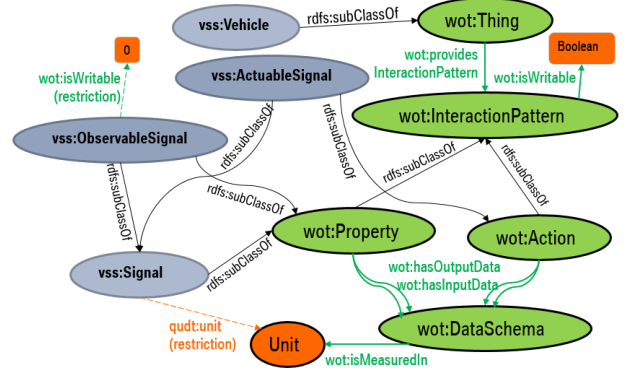 vss:Vehicle
rdfs:subClassOf
wot:Thing
0
wot:isWritable
(restriction)
vss:ActuableSignal
wot:provides
InteractionPattern
wot:isWritable
Boolean
vss:ObservableSignal
rdfs:subClassOf
rdfs:subClassOf
wot:InteractionPattern
rdfs:subClassOf
rdfs:subClassOf
rdfs:subClassOf
rdfs:subClassOf
wot:Property
wot:Action
vss:Signal
rdfs:subClassOf
wot:hasOutputData
wot:hasInputData
qudt:unit
(restriction)
Unit
wot:DataSchema
wot:isMeasuredIn